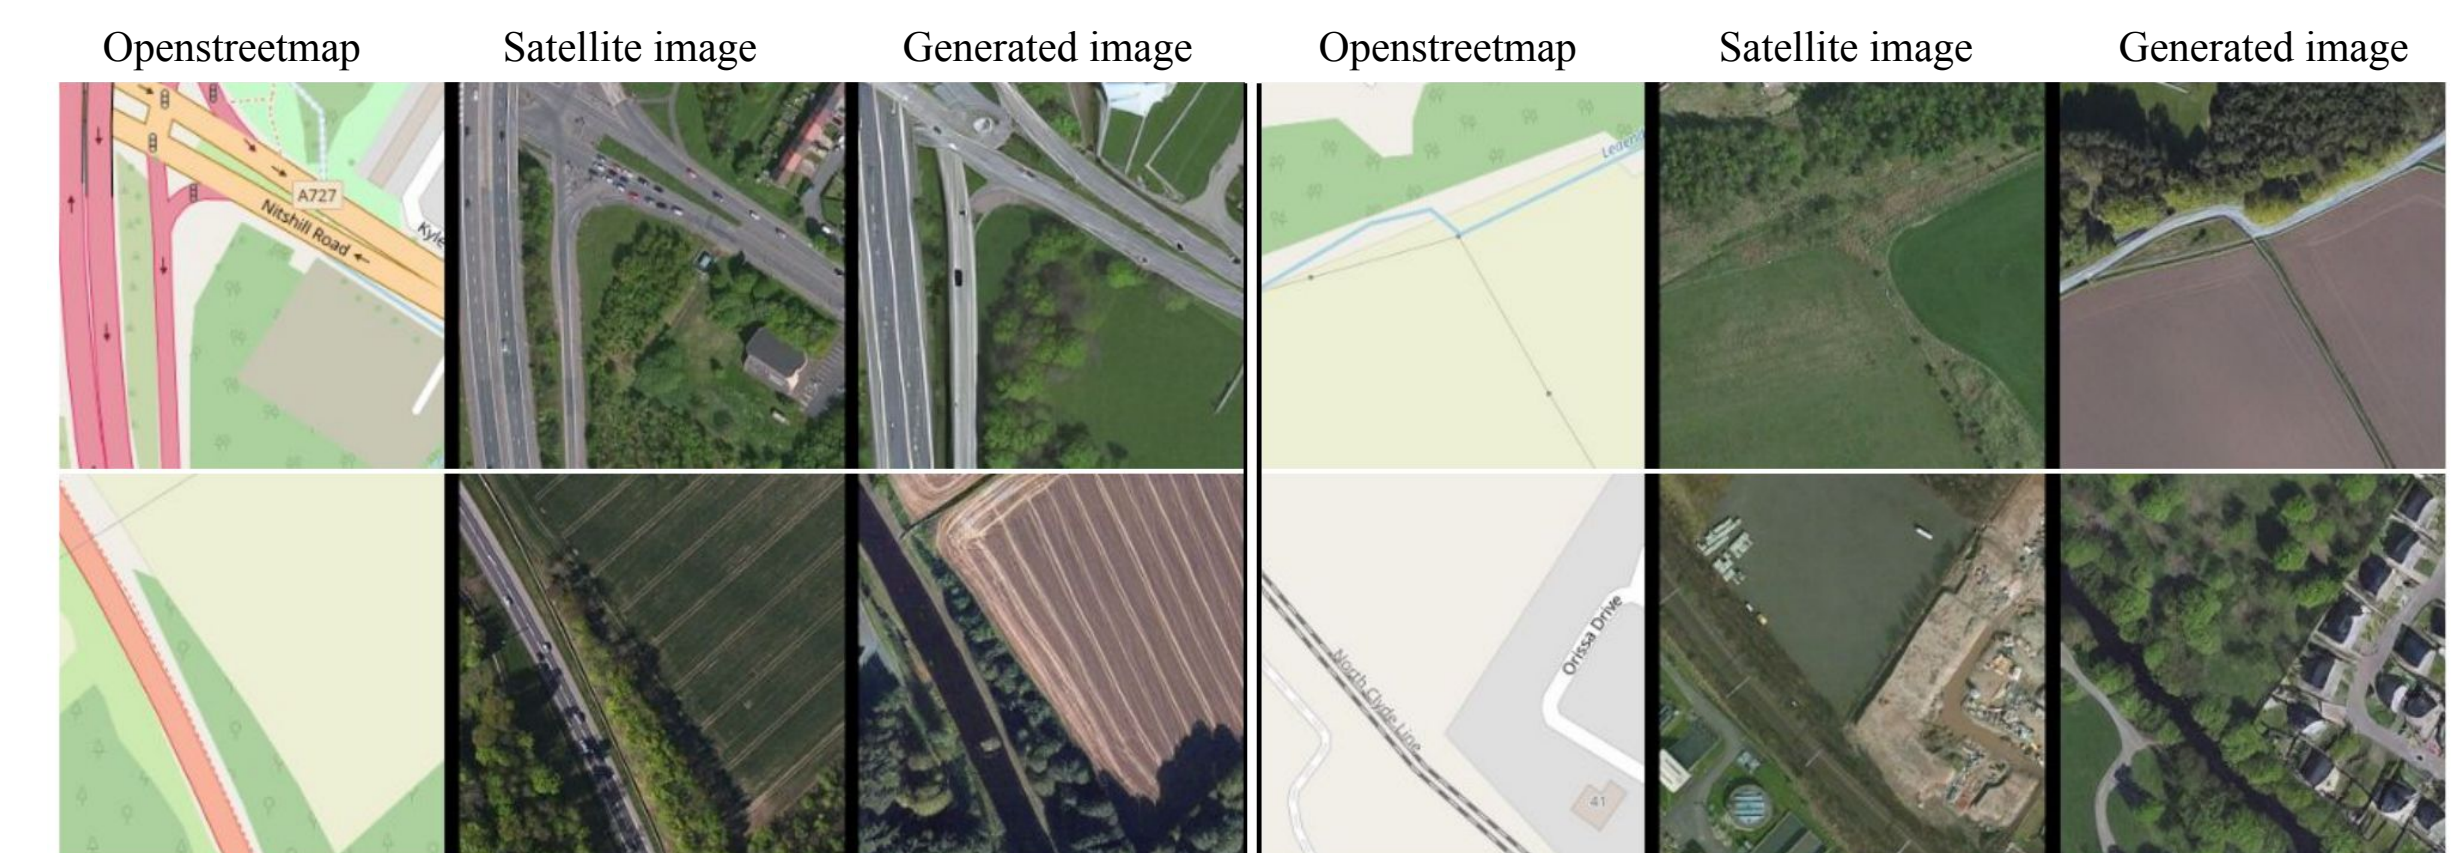 Openstreetmap Satellite image Generated image Openstreetmap Satellite image Generated image
A727
Nitshill Road
Kyle
Ledend
Orissa Drive
North Clyde Line
41